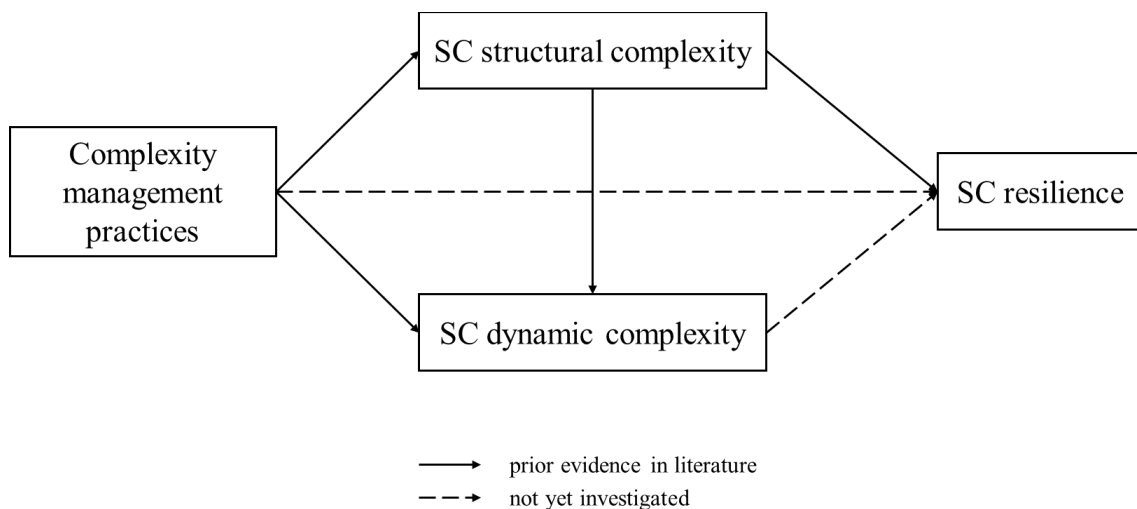 SC structural complexity
Complexity
management
practices
SC resilience
SC dynamic complexity
prior evidence in literature
not yet investigated